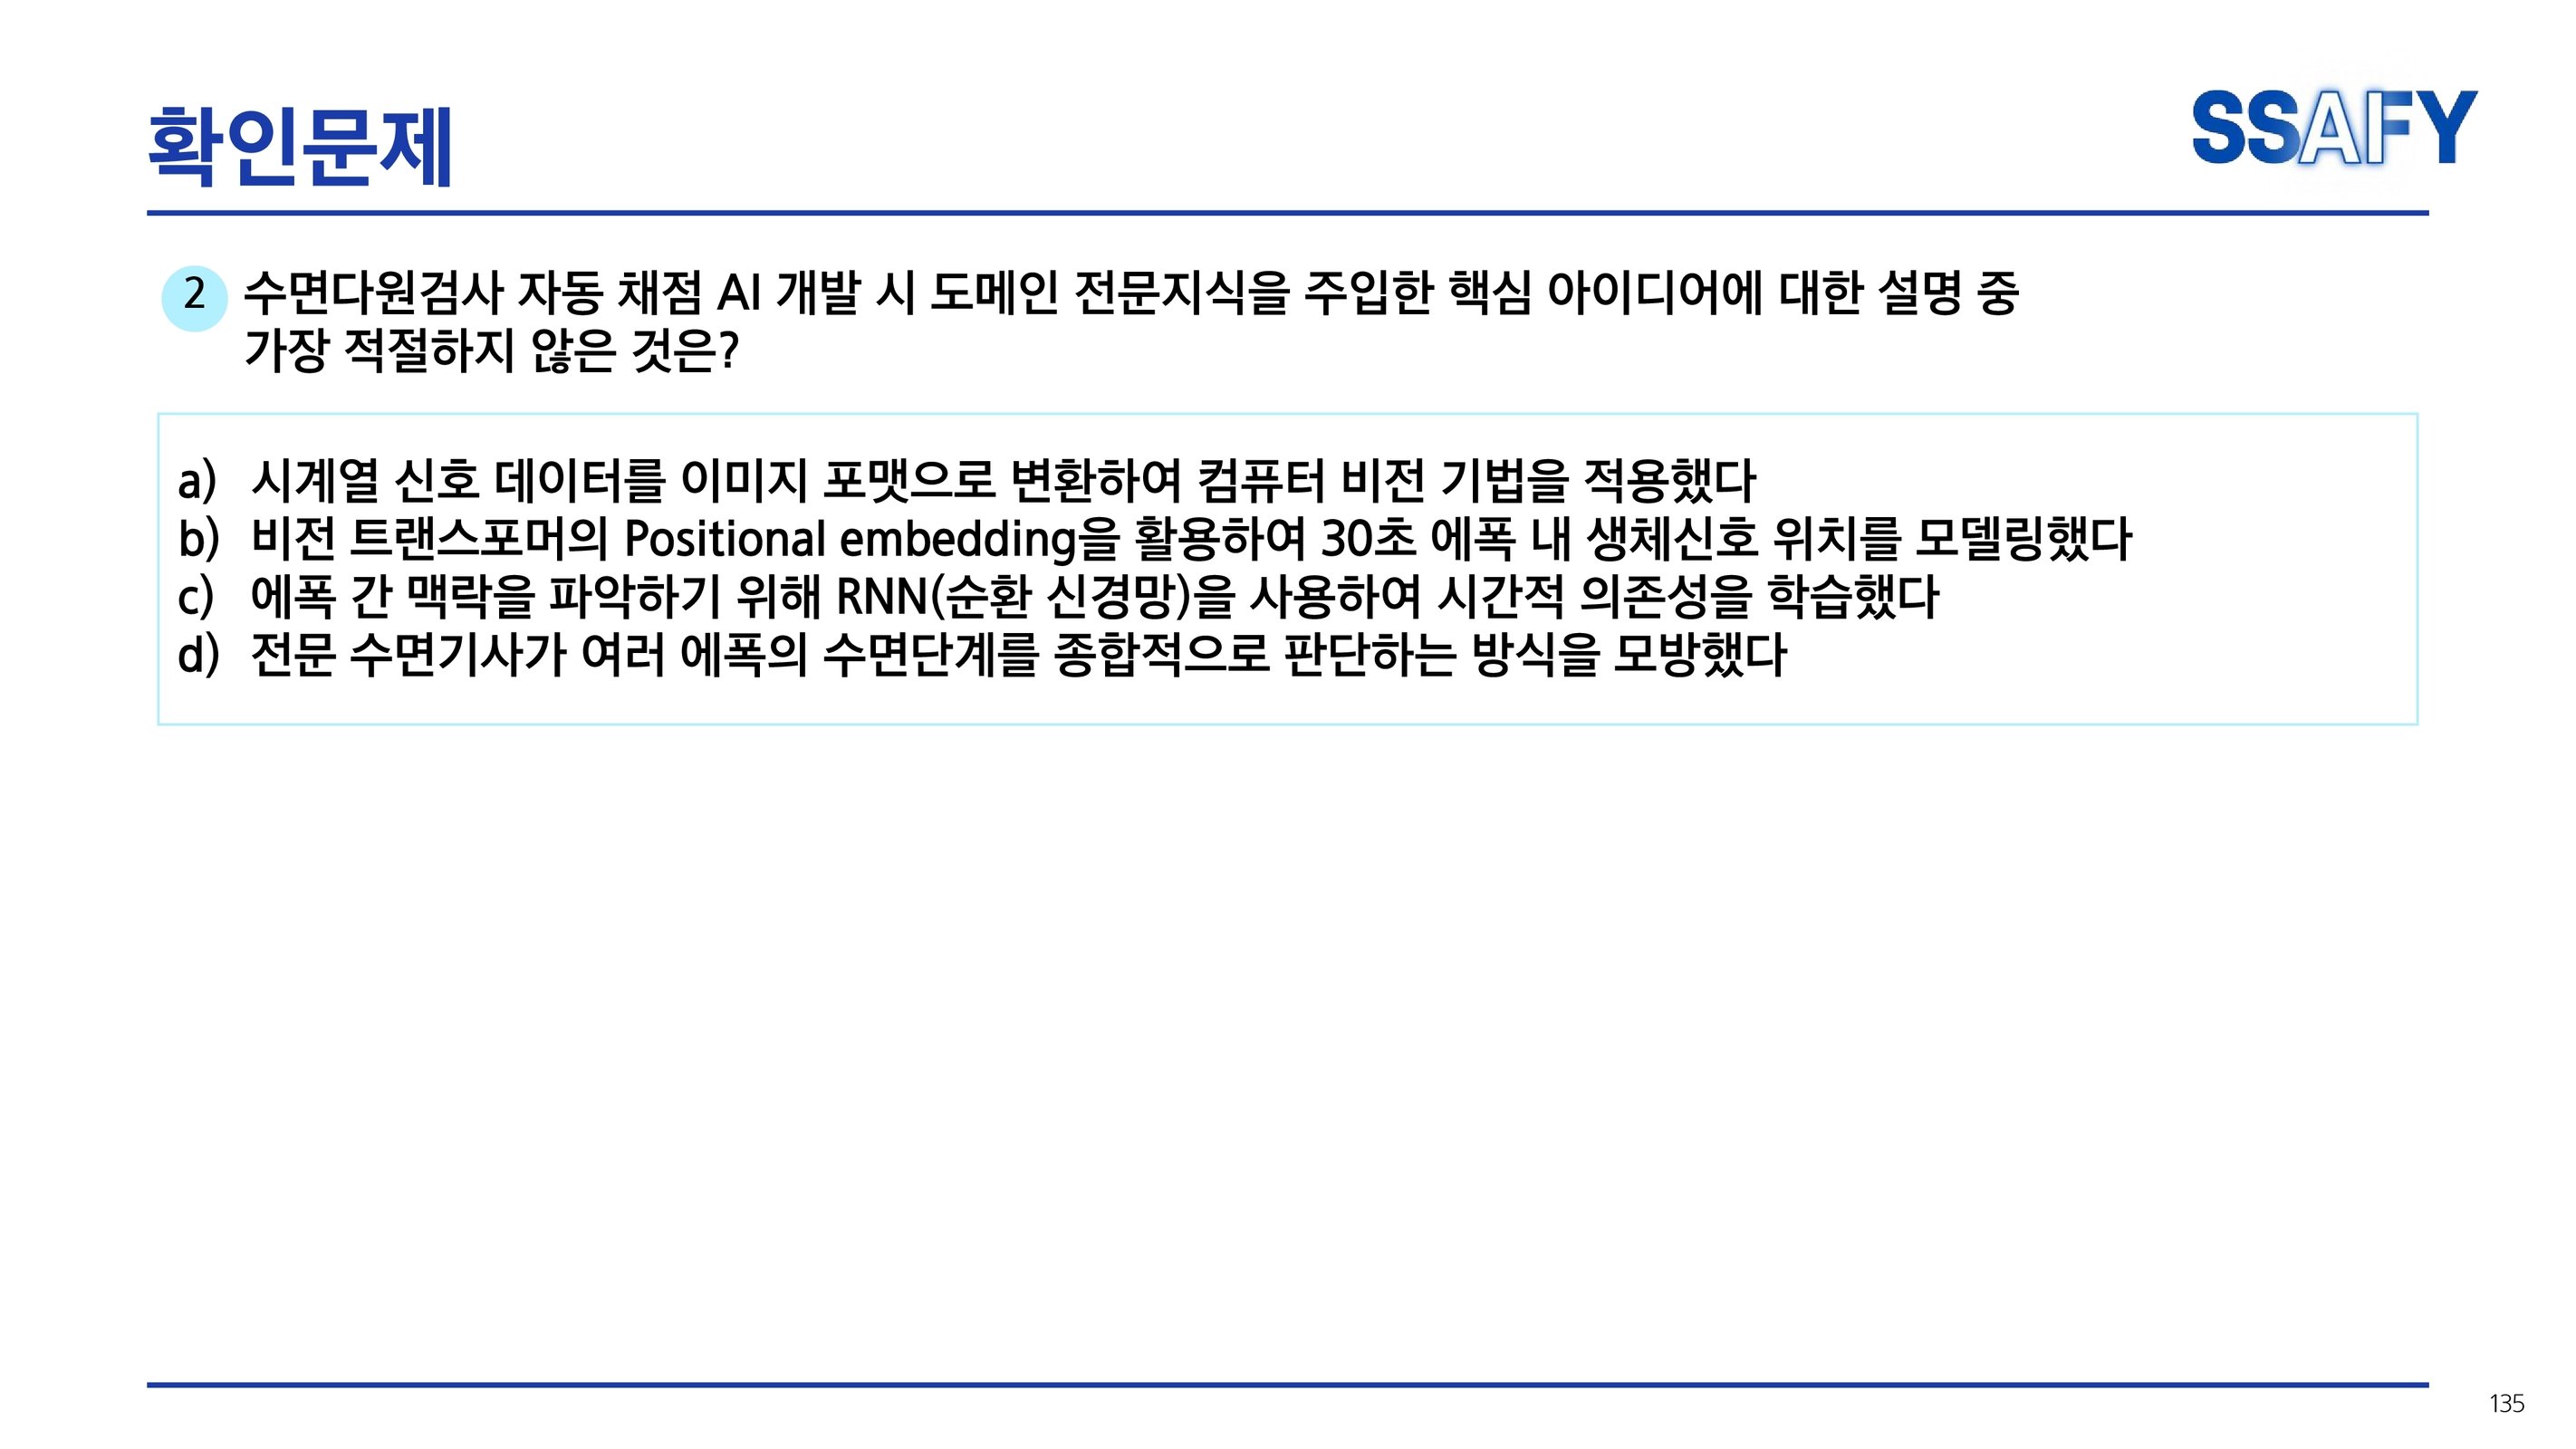 확인문제
SSAFY
2 수면다원검사 자동 채점 AI 개발 시 도메인 전문지식을 주입한 핵심 아이디어에 대한 설명 중
가장 적절하지 않은 것은?
a) 시계열 신호 데이터를 이미지 포맷으로 변환하여 컴퓨터 비전 기법을 적용했다
b) 비전 트랜스포머의 Positional embedding을 활용하여 30초 에폭 내 생체신호 위치를 모델링했다
c) 에폭 간 맥락을 파악하기 위해 RNN(순환 신경망)을 사용하여 시간적 의존성을 학습했다
d) 전문 수면기사가 여러 에폭의 수면단계를 종합적으로 판단하는 방식을 모방했다
135